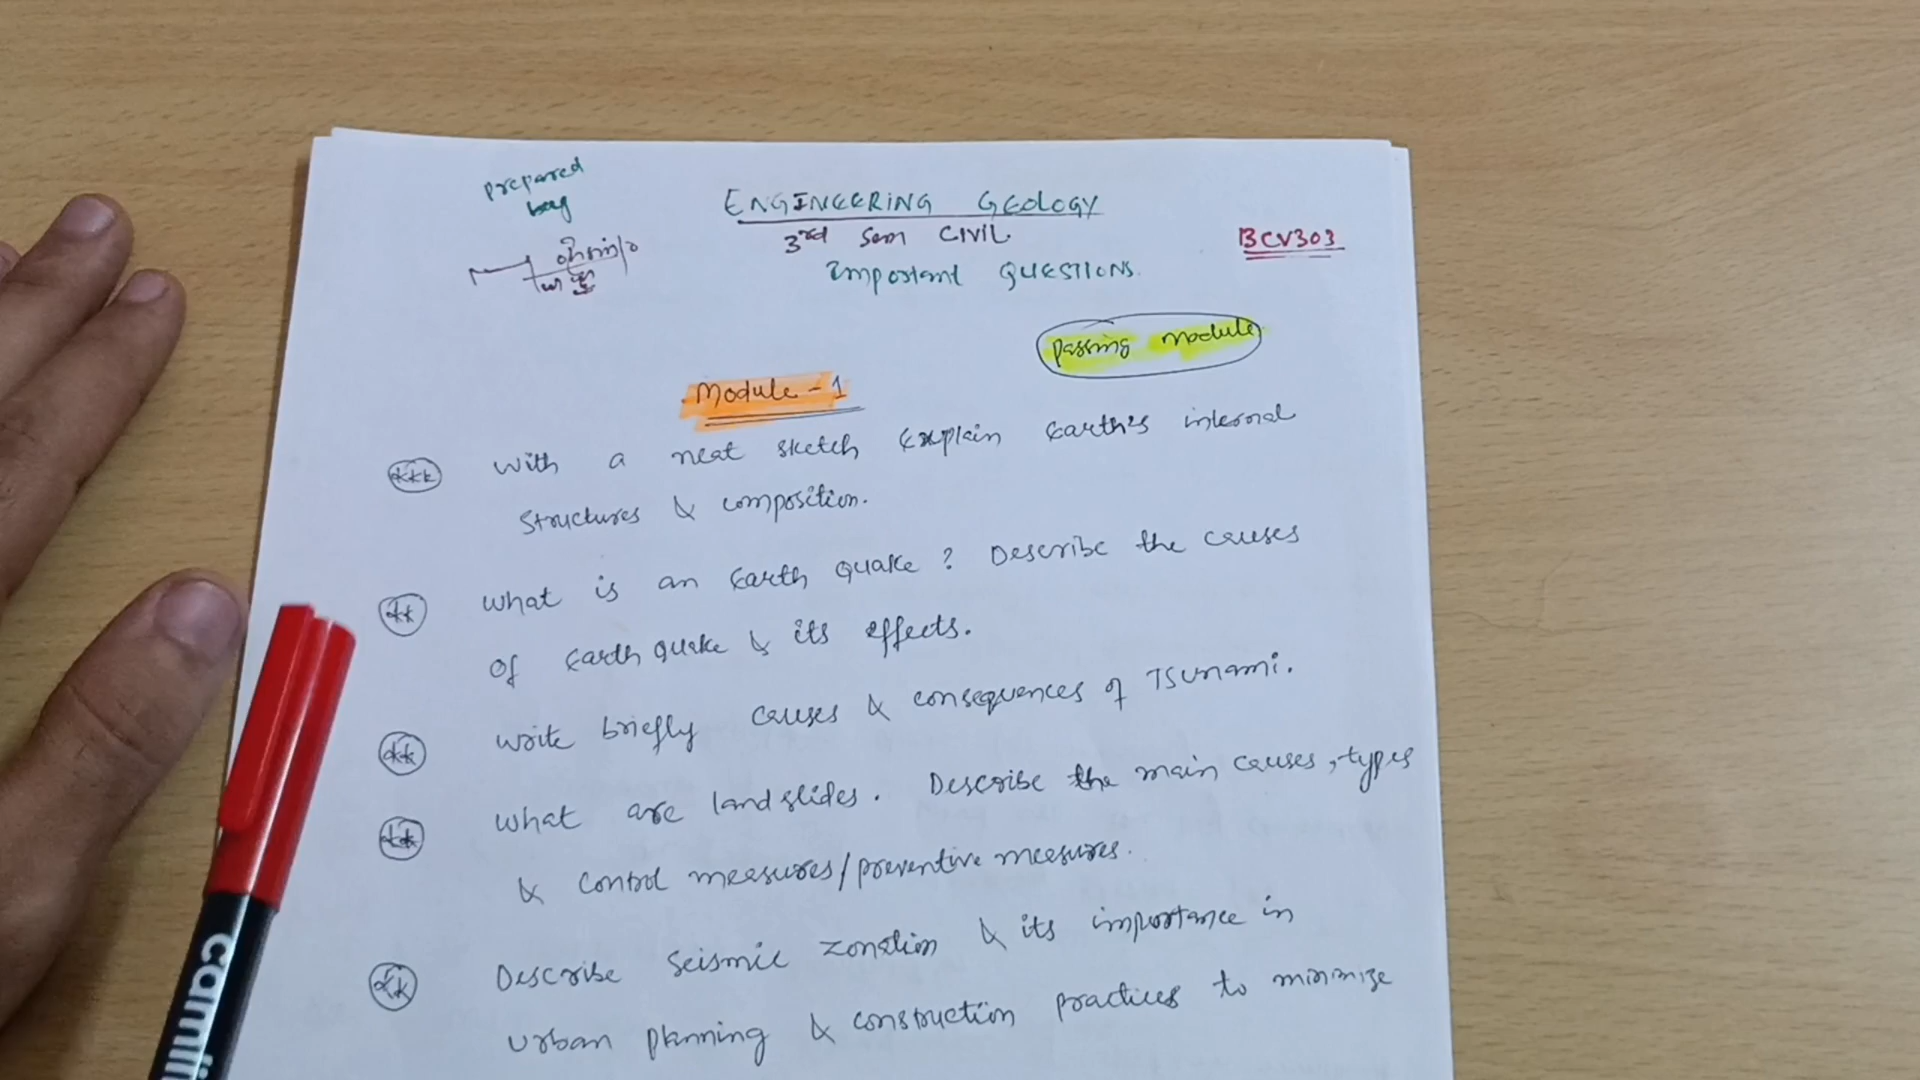 prepared
by
ENGINEERING GEOLOGY
3rd Sem CIVIL
BCV303
Important QUESTIONS.
Passing module
Module - 1
*** With a neat sketch Explain Earth's internal
structures & composition.
** What is an Earth Quake? Describe the causes
of Earth quake & its effects.
** Write briefly causes & consequences of Tsunami.
** What are landslides. Describe the main causes, types
& control measures/preventive measures.
** Describe seismic zonation & its importance in
urban planning & construction practices to minimize
camlin